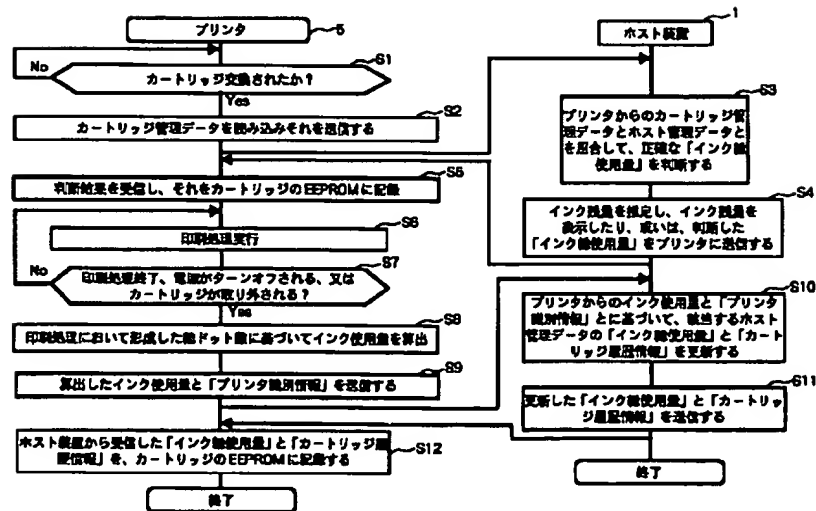 プリンタ
5
S1
No
カートリッジ交換されたか?
Yes
S2
カートリッジ管理データを読み込みそれを送信する
S5
判断結果を受信し、それをカートリッジのEEPROMに記録
S6
印刷処理実行
S7
No
印刷処理終了、電源がターンオフされる、又は
カートリッジが取り外される?
Yes
S8
印刷処理において形成した総ドット数に基づいてインク使用量を算出
S9
算出したインク使用量と「プリンタ識別情報」を送信する
ホスト装置から受信した「インク総使用量」と「カートリッジ履
歴情報」を、カートリッジのEEPROMに記録する
S12
終了
1
ホスト装置
S3
プリンタからのカートリッジ管
理データとホスト管理データと
を照合して、正確な「インク総
使用量」を判断する
S4
インク残量を推定し、インク残量を
表示したり、或いは、判断した
「インク総使用量」をプリンタに送信する
S10
プリンタからのインク使用量と「プリンタ
識別情報」とに基づいて、該当するホスト
管理データの「インク総使用量」と「カート
リッジ履歴情報」を更新する
S11
更新した「インク総使用量」と「カートリッ
ジ履歴情報」を送信する
終了